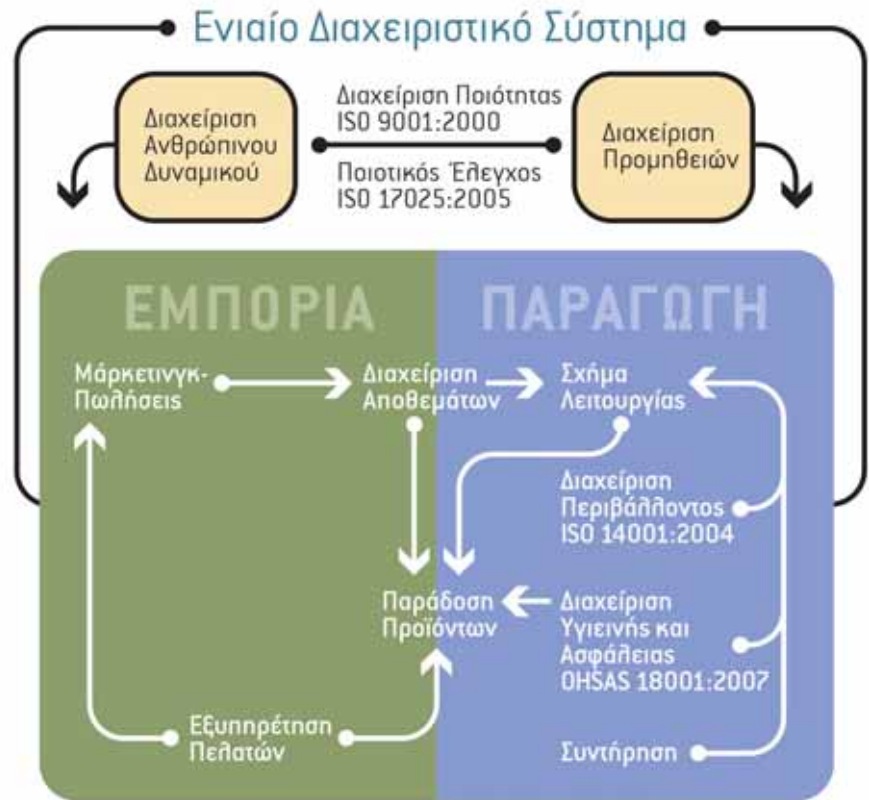 Ενιαίο Διαχειριστικό Σύστημα
Διαχείριση
Ανθρώπινου
Δυναμικού
Διαχείριση Ποιότητας
ISO 9001:2000
Ποιοτικός Έλεγχος
ISO 17025:2005
Διαχείριση
Προμηθειών
ΕΜΠΟΡΙΑ
ΠΑΡΑΓΩΓΗ
Μάρκετινγκ-
Πωλήσεις
Διαχείριση
Αποθεμάτων
Σχήμα
Λειτουργίας
Διαχείριση
Περιβάλλοντος
ISO 14001:2004
Παράδοση
Προϊόντων
Διαχείριση
Υγιεινής και
Ασφάλειας
OHSAS 18001:2007
Εξυπηρέτηση
Πελατών
Συντήρηση